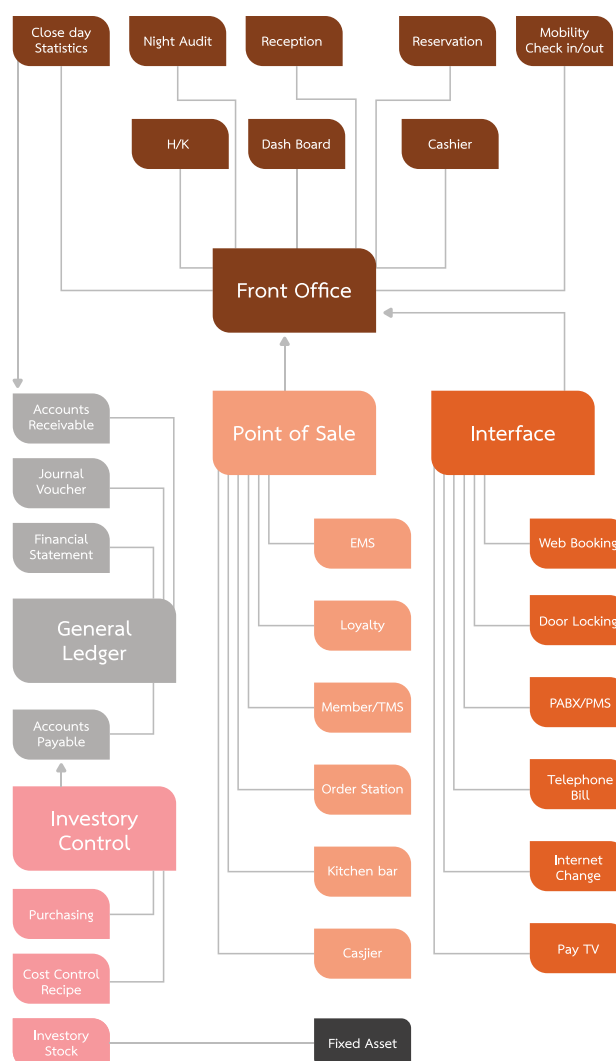 Close day
Statistics
Night Audit
Reception
Reservation
Mobility
Check in/out
H/K
Dash Board
Cashier
Front Office
Accounts
Receivable
Journal
Voucher
Financial
Statement
General
Ledger
Accounts
Payable
Investory
Control
Purchasing
Cost Control
Recipe
Investory
Stock
Point of Sale
EMS
Loyalty
Member/TMS
Order Station
Kitchen bar
Casjier
Fixed Asset
Interface
Web Booking
Door Locking
PABX/PMS
Telephone
Bill
Internet
Change
Pay TV